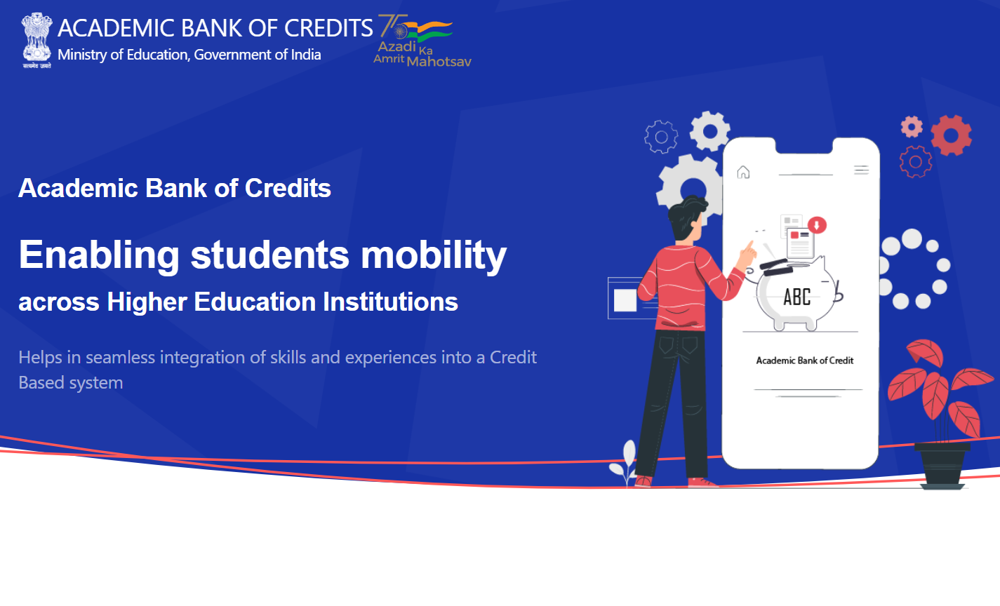 ACADEMIC BANK OF CREDITS
Ministry of Education, Government of India
सत्यमेव जयते
75
Azadi Ka
Amrit Mahotsav
Academic Bank of Credits
Enabling students mobility
across Higher Education Institutions
Helps in seamless integration of skills and experiences into a Credit
Based system
ABC
Academic Bank of Credit